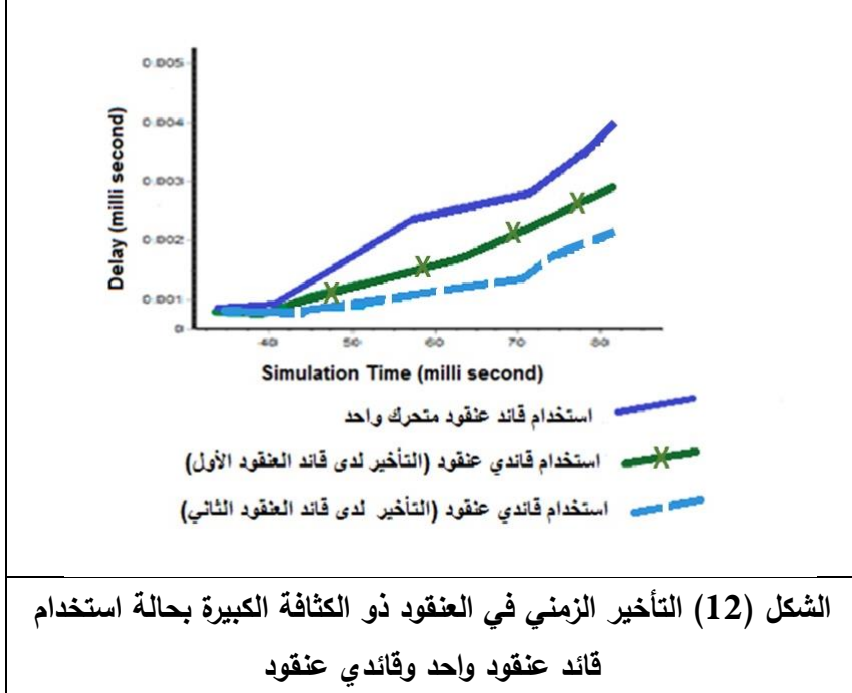 0.005
0.004
0.003
0.002
0.001
0
Delay (milli second)
40 50 60 70 80
Simulation Time (milli second)
استخدام قائد عنقود متحرك واحد
استخدام قائدي عنقود (التأخير لدى قائد العنقود الأول)
استخدام قائدي عنقود (التأخير لدى قائد العنقود الثاني)
الشكل (12) التأخير الزمني في العنقود ذو الكثافة الكبيرة بحالة استخدام
قائد عنقود واحد وقائدي عنقود